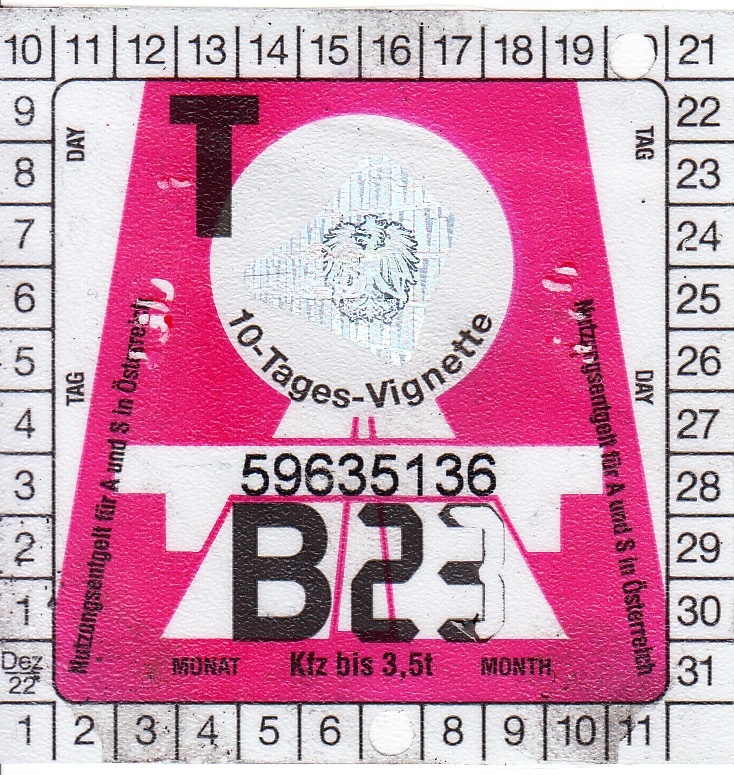 10 11 12 13 14 15 16 17 18 19 21
9 22
8 23
7 24
6 25
5 26
4 27
3 28
2 29
1 30
Dez 22 31
1 2 3 4 5 6 8 9 10 11
DAY
TAG
T
10-Tages-Vignette
TAG
DAY
Nutzungsentgelt für A und S in Österreich
Nutzungsentgelt für A und S in Österreich
59635136
B23
MONAT Kfz bis 3,5t MONTH